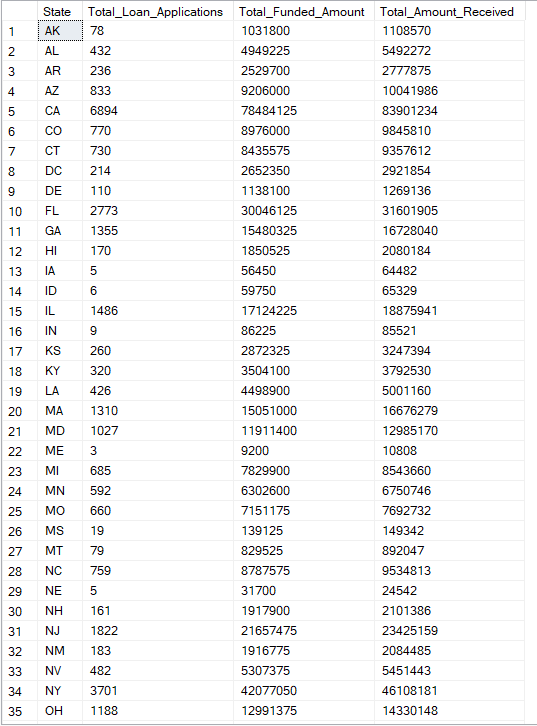 State Total_Loan_Applications Total_Funded_Amount Total_Amount_Received
1 AK 78 1031800 1108570
2 AL 432 4949225 5492272
3 AR 236 2529700 2777875
4 AZ 833 9206000 10041986
5 CA 6894 78484125 83901234
6 CO 770 8976000 9845810
7 CT 730 8435575 9357612
8 DC 214 2652350 2921854
9 DE 110 1138100 1269136
10 FL 2773 30046125 31601905
11 GA 1355 15480325 16728040
12 HI 170 1850525 2080184
13 IA 5 56450 64482
14 ID 6 59750 65329
15 IL 1486 17124225 18875941
16 IN 9 86225 85521
17 KS 260 2872325 3247394
18 KY 320 3504100 3792530
19 LA 426 4498900 5001160
20 MA 1310 15051000 16676279
21 MD 1027 11911400 12985170
22 ME 3 9200 10808
23 MI 685 7829900 8543660
24 MN 592 6302600 6750746
25 MO 660 7151175 7692732
26 MS 19 139125 149342
27 MT 79 829525 892047
28 NC 759 8787575 9534813
29 NE 5 31700 24542
30 NH 161 1917900 2101386
31 NJ 1822 21657475 23425159
32 NM 183 1916775 2084485
33 NV 482 5307375 5451443
34 NY 3701 42077050 46108181
35 OH 1188 12991375 14330148